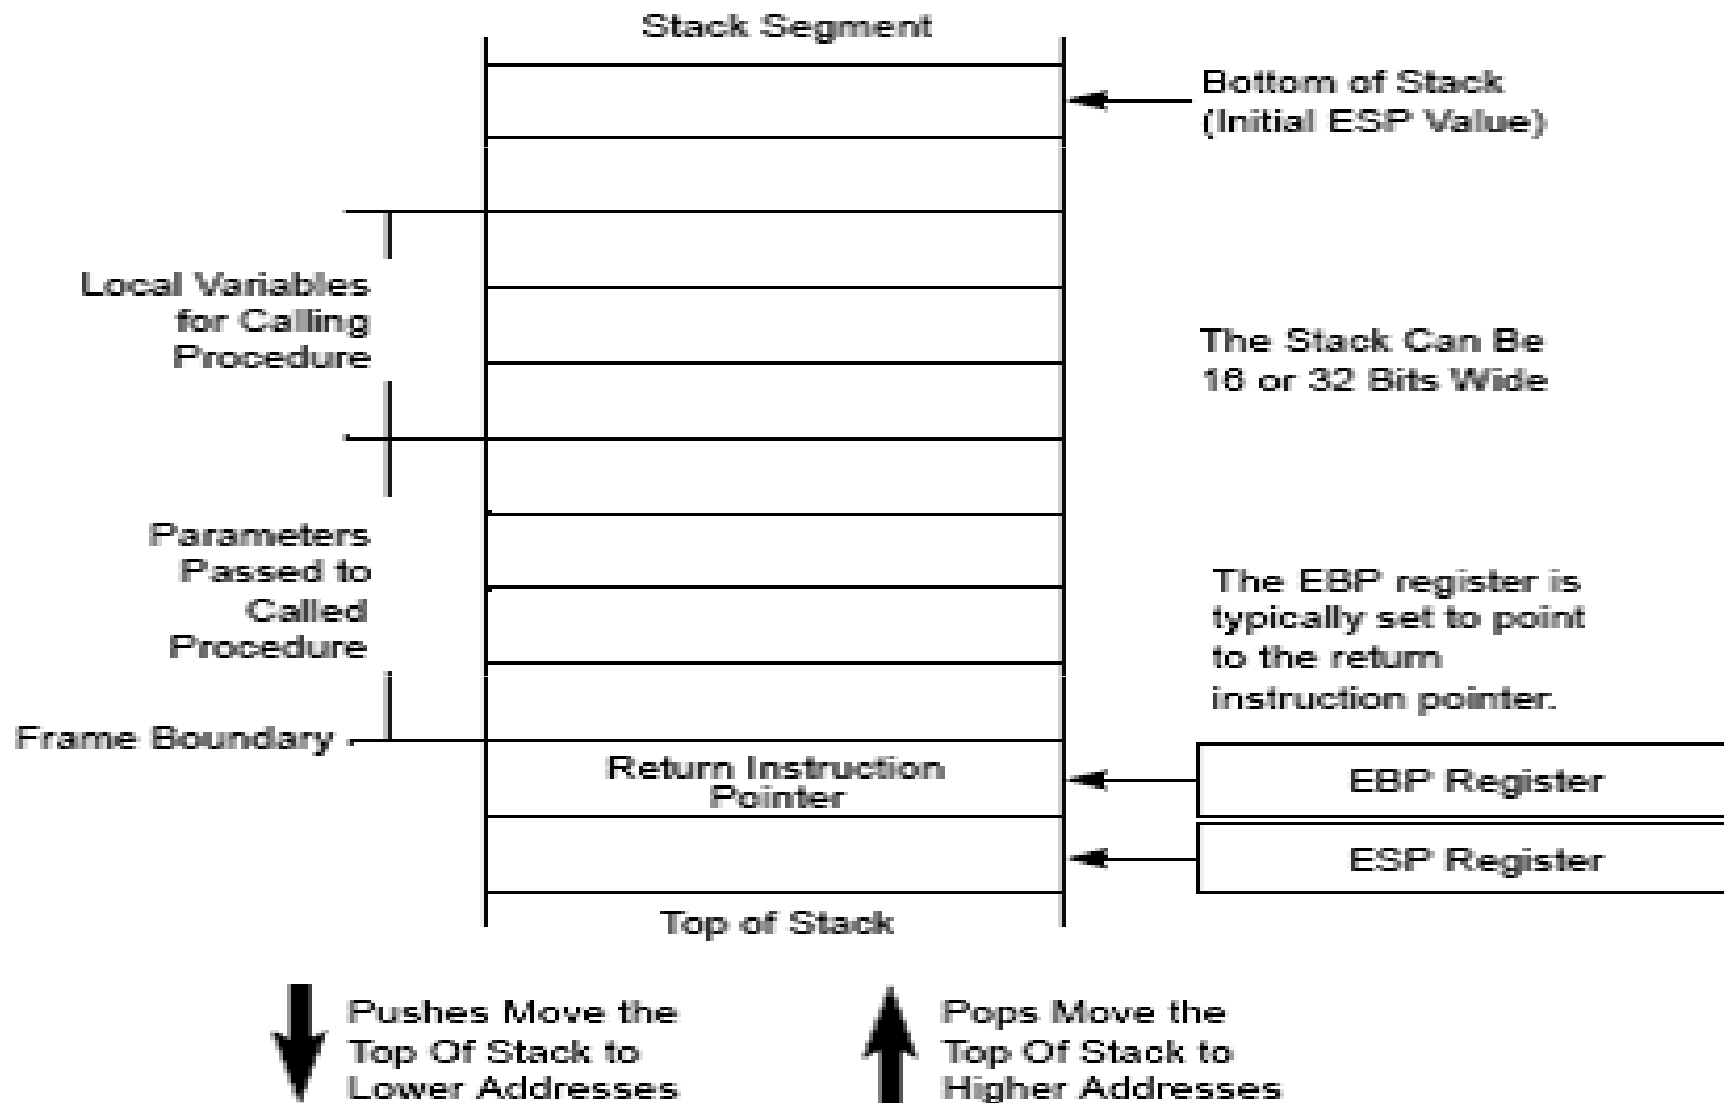 Stack Segment
Bottom of Stack
(Initial ESP Value)
Local Variables
for Calling
Procedure
The Stack Can Be
16 or 32 Bits Wide
Parameters
Passed to
Called
Procedure
The EBP register is
typically set to point
to the return
instruction pointer.
Frame Boundary
Return Instruction
Pointer
EBP Register
ESP Register
Top of Stack
Pushes Move the
Top Of Stack to
Lower Addresses
Pops Move the
Top Of Stack to
Higher Addresses